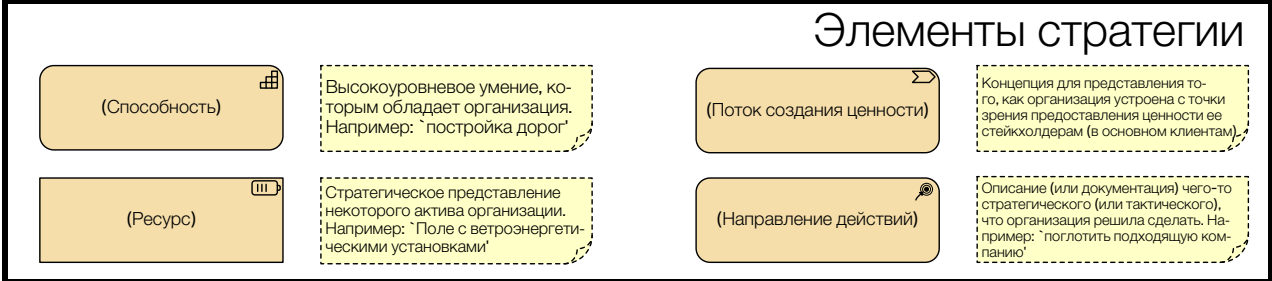 Элементы стратегии
(Способность)
Высокоуровневое умение, ко-
торым обладает организация.
Например: `постройка дорог'
(Поток создания ценности)
Концепция для представления то-
го, как организация устроена с точки
зрения предоставления ценности ее
стейкхолдерам (в основном клиентам)
(Ресурс)
Стратегическое представление
некоторого актива организации.
Например: `Поле с ветроэнергети-
ческими установками'
(Направление действий)
Описание (или документация) чего-то
стратегического (или тактического),
что организация решила сделать. На-
пример: `поглотить подходящую ком-
панию'